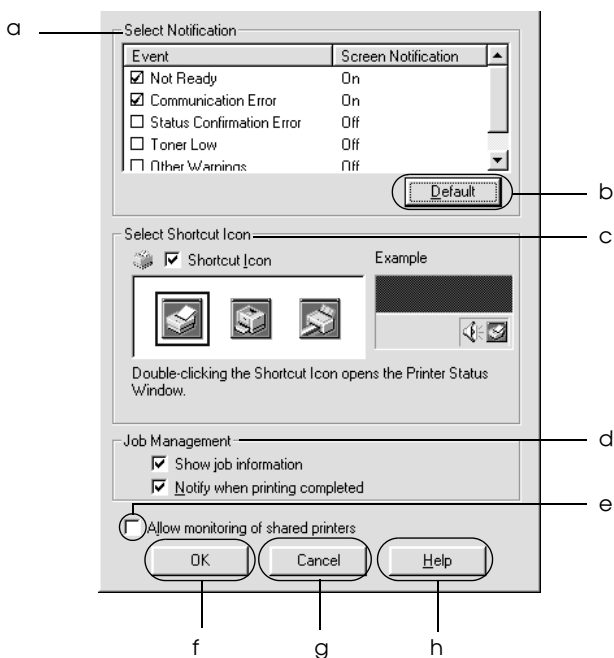 a
Select Notification
Event Screen Notification
Not Ready On
Communication Error On
Status Confirmation Error Off
Toner Low Off
Other Warnings Off
Default
b
Select Shortcut Icon
c
Shortcut Icon
Example
Double-clicking the Shortcut Icon opens the Printer Status
Window.
Job Management
d
Show job information
Notify when printing completed
e
Allow monitoring of shared printers
OK Cancel Help
f g h